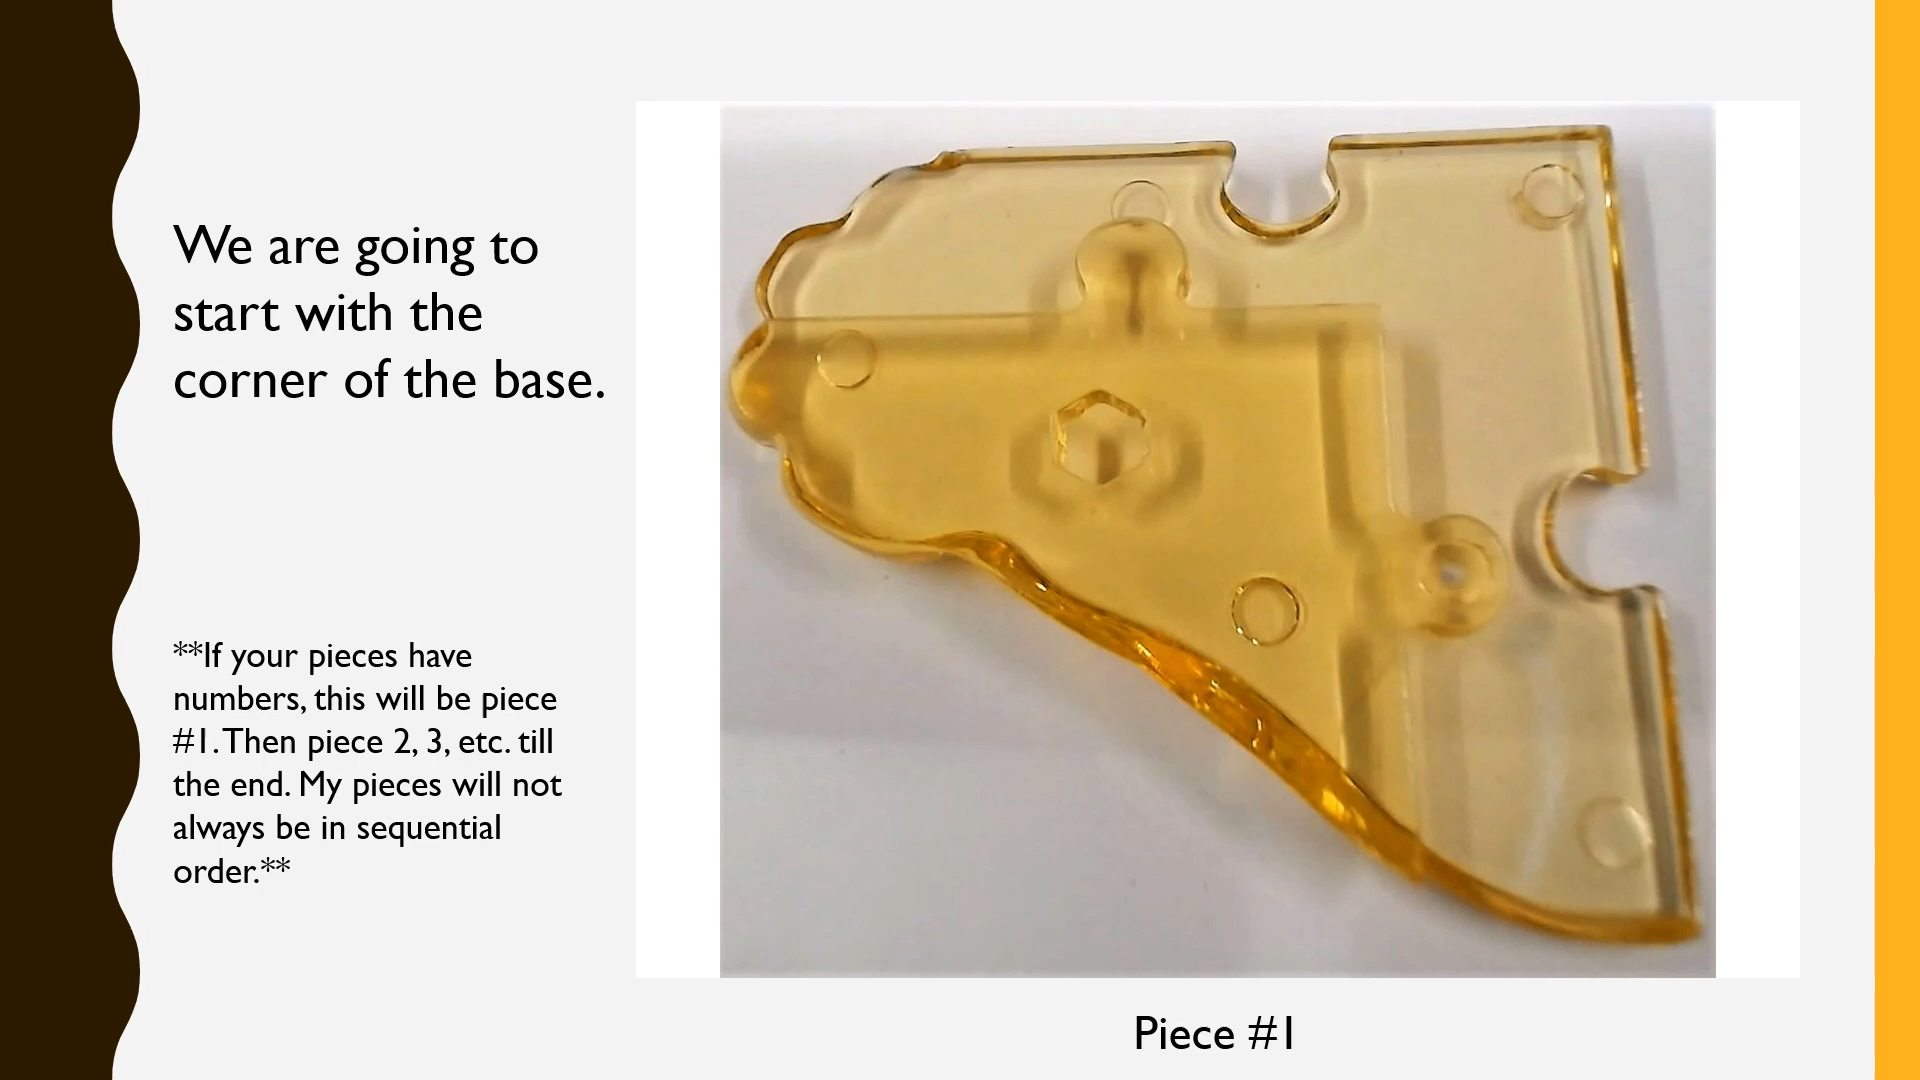 We are going to
start with the
corner of the base.
**If your pieces have
numbers, this will be piece
#1. Then piece 2, 3, etc. till
the end. My pieces will not
always be in sequential
order.**
Piece #1